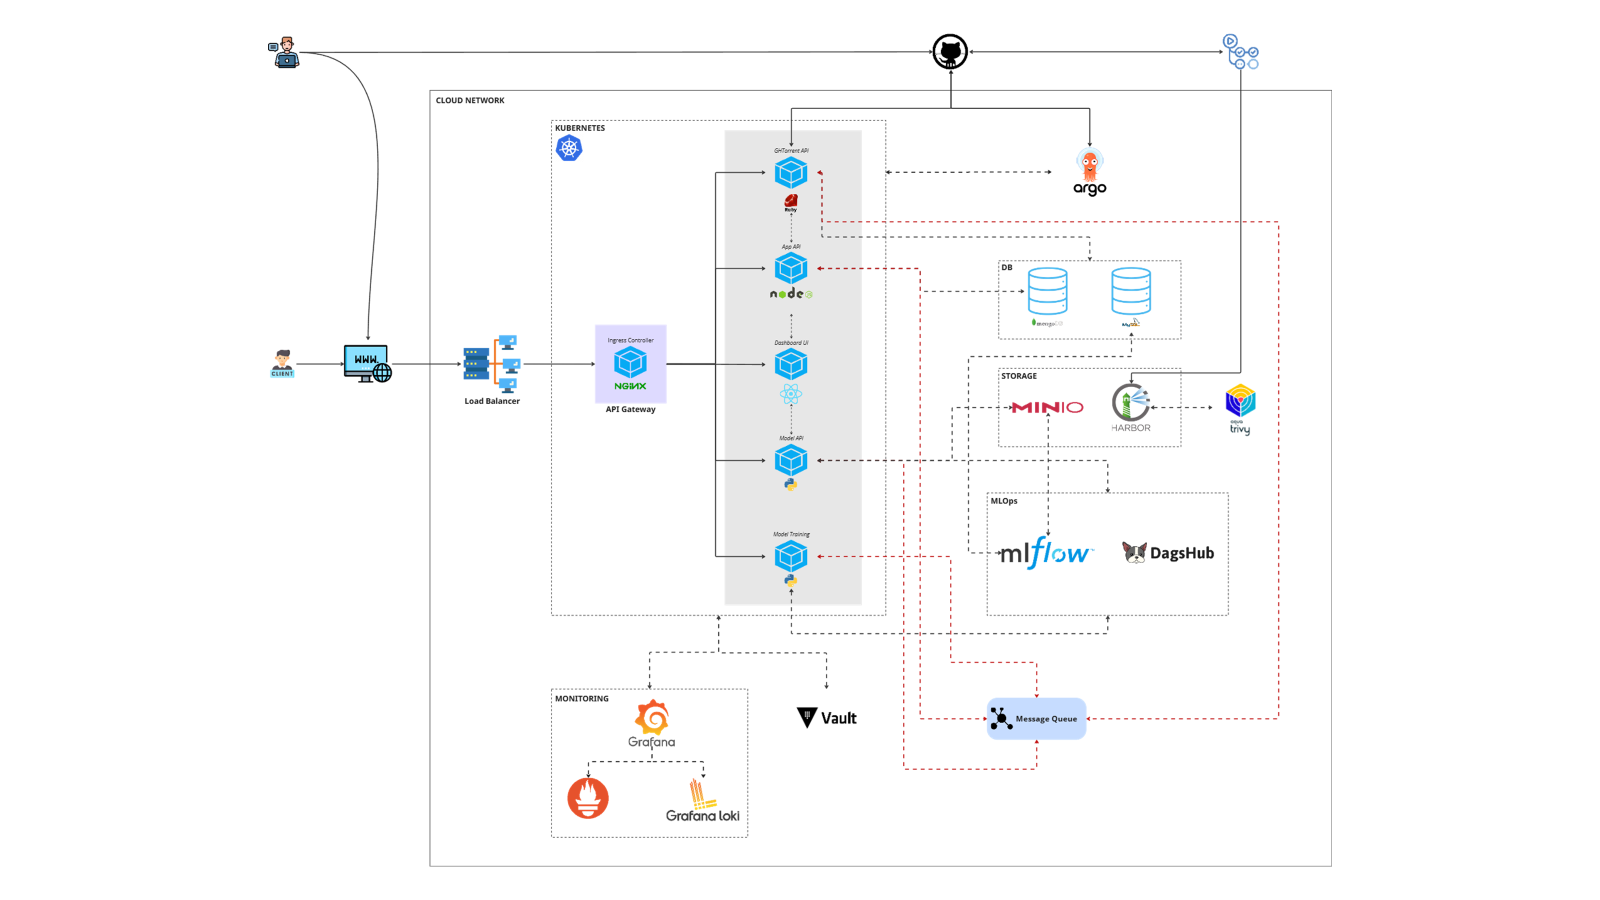 CLOUD NETWORK
KUBERNETES
GHTorrent API
Ruby
argo
App API
node
DB
mongoDB
MySQL
Ingress Controller
NGINX
API Gateway
Dashboard UI
WWW.
CLIENT
Load Balancer
STORAGE
MINIO
HARBOR
aqua
trivy
Model API
MLOps
mlflow™
DagsHub
Model Training
MONITORING
Grafana
Grafana loki
Vault
Message Queue